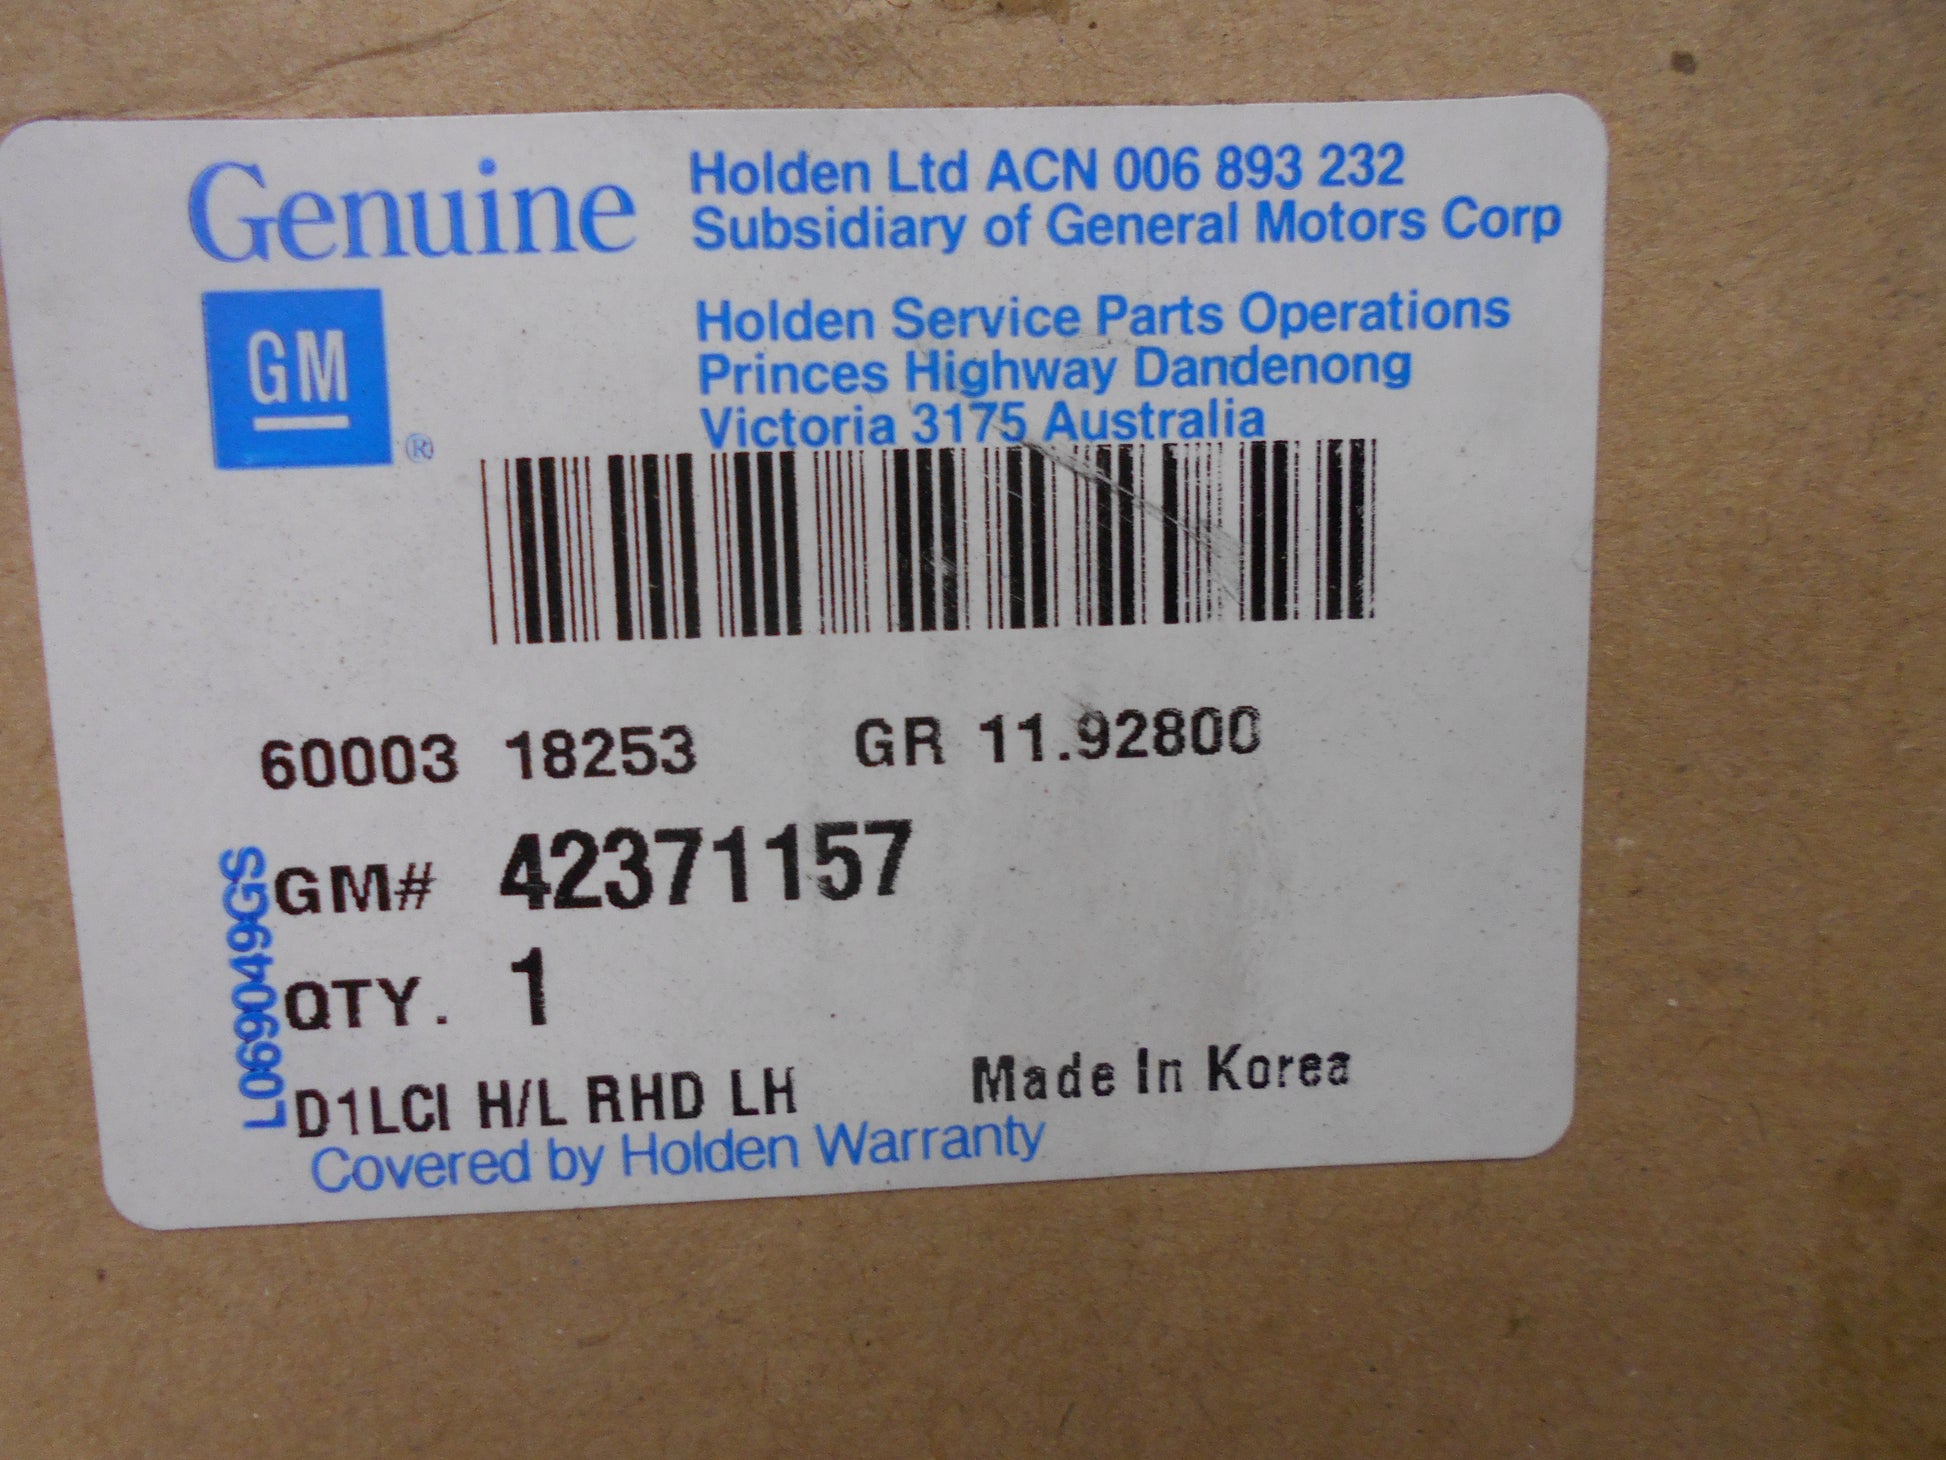 Genuine
Holden Ltd ACN 006 893 232
Subsidiary of General Motors Corp
GM
®
Holden Service Parts Operations
Princes Highway Dandenong
Victoria 3175 Australia
60003 18253 GR 11.92800
GM# 42371157
QTY. 1
L069049GS
D1LCI H/L RHD LH Made In Korea
Covered by Holden Warranty